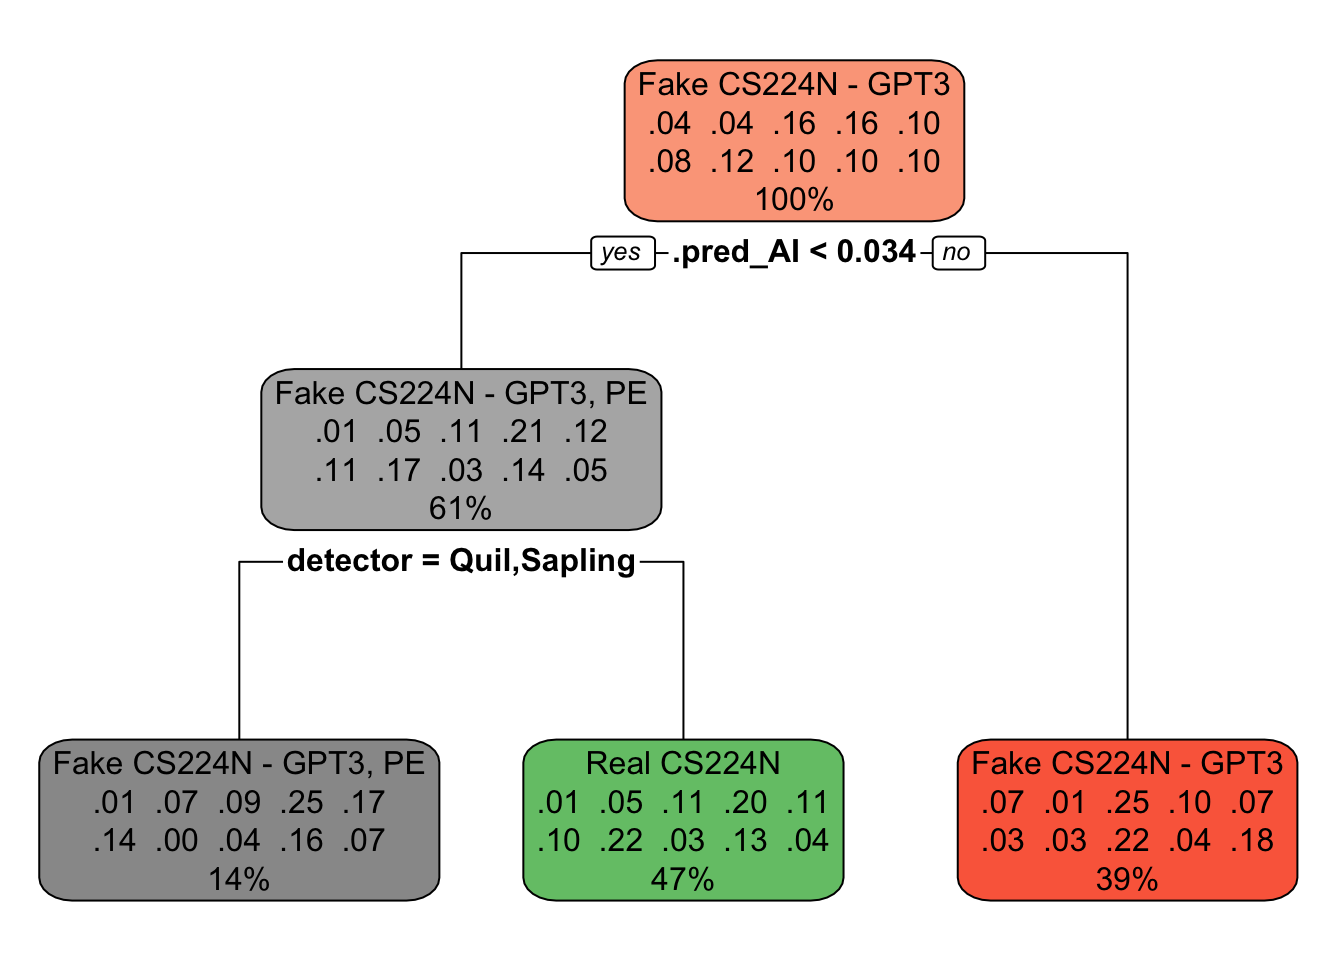 Fake CS224N - GPT3
.04 .04 .16 .16 .10
.08 .12 .10 .10 .10
100%
yes .pred_AI < 0.034 no
Fake CS224N - GPT3, PE
.01 .05 .11 .21 .12
.11 .17 .03 .14 .05
61%
detector = Quil,Sapling
Fake CS224N - GPT3, PE
.01 .07 .09 .25 .17
.14 .00 .04 .16 .07
14%
Real CS224N
.01 .05 .11 .20 .11
.10 .22 .03 .13 .04
47%
Fake CS224N - GPT3
.07 .01 .25 .10 .07
.03 .03 .22 .04 .18
39%